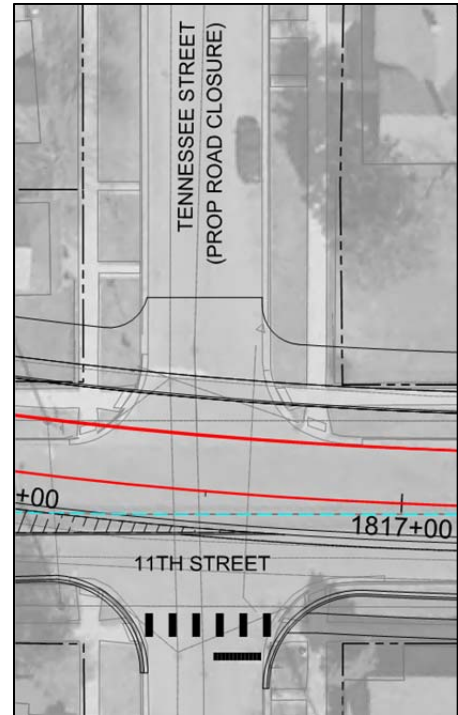 TENNESSEE STREET
(PROP ROAD CLOSURE)
+00
1817+00
11TH STREET